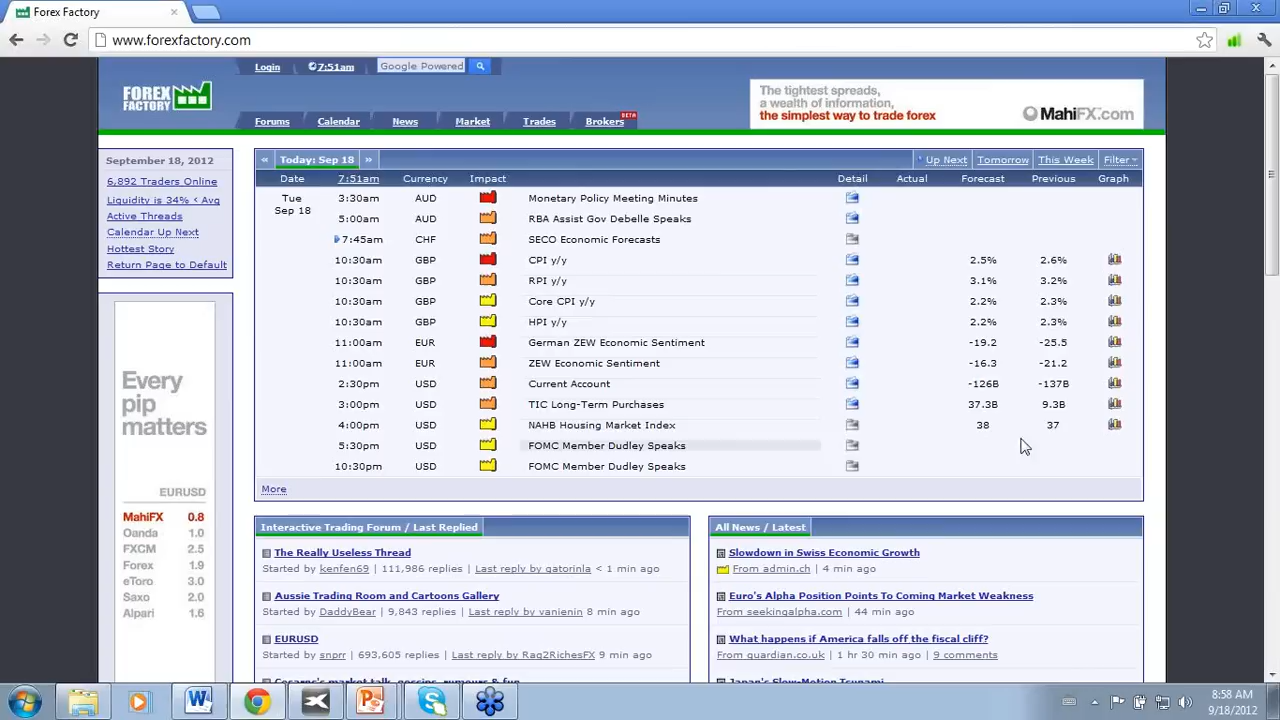 Forex Factory
www.forexfactory.com
Login 7:51am Google Powered
FOREX FACTORY
Forums Calendar News Market Trades Brokers BETA
The tightest spreads,
a wealth of information,
the simplest way to trade forex
MahiFX.com
September 18, 2012
6,892 Traders Online
Liquidity is 34% < Avg
Active Threads
Calendar Up Next
Hottest Story
Return Page to Default
« Today: Sep 18 » Up Next Tomorrow This Week Filter
Date 7:51am Currency Impact Detail Actual Forecast Previous Graph
Tue
Sep 18
3:30am AUD Monetary Policy Meeting Minutes
5:00am AUD RBA Assist Gov Debelle Speaks
7:45am CHF SECO Economic Forecasts
10:30am GBP CPI y/y 2.5% 2.6%
10:30am GBP RPI y/y 3.1% 3.2%
10:30am GBP Core CPI y/y 2.2% 2.3%
10:30am GBP HPI y/y 2.2% 2.3%
11:00am EUR German ZEW Economic Sentiment -19.2 -25.5
11:00am EUR ZEW Economic Sentiment -16.3 -21.2
2:30pm USD Current Account -126B -137B
3:00pm USD TIC Long-Term Purchases 37.3B 9.3B
4:00pm USD NAHB Housing Market Index 38 37
5:30pm USD FOMC Member Dudley Speaks
10:30pm USD FOMC Member Dudley Speaks
More
Every
pip
matters
EURUSD
MahiFX 0.8
Oanda 1.0
FXCM 2.5
Forex 1.9
eToro 3.0
Saxo 2.0
Alpari 1.6
Interactive Trading Forum / Last Replied
The Really Useless Thread
Started by kenfen69 | 111,986 replies | Last reply by gatorinla < 1 min ago
Aussie Trading Room and Cartoons Gallery
Started by DaddyBear | 9,843 replies | Last reply by vanienin 8 min ago
EURUSD
Started by snprr | 693,605 replies | Last reply by Rag2RichesFX 9 min ago
Cesarnc's market talk, gossips, rumours & fun
All News / Latest
Slowdown in Swiss Economic Growth
From admin.ch | 4 min ago
Euro's Alpha Position Points To Coming Market Weakness
From seekingalpha.com | 44 min ago
What happens if America falls off the fiscal cliff?
From guardian.co.uk | 1 hr 30 min ago | 9 comments
Japan's Slow-Motion Tsunami
8:58 AM
9/18/2012